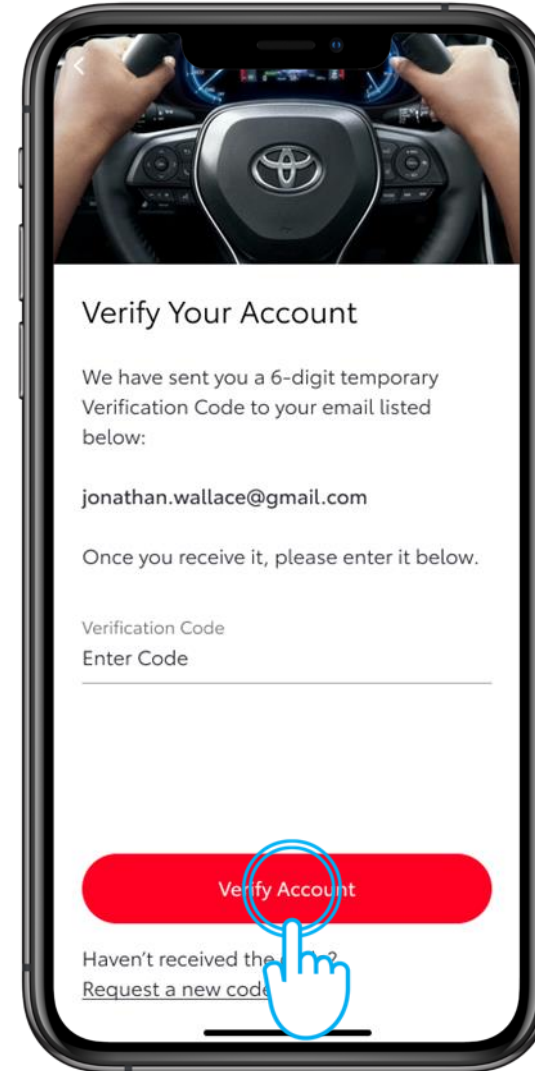 Verify Your Account
We have sent you a 6-digit temporary
Verification Code to your email listed
below:
jonathan.wallace@gmail.com
Once you receive it, please enter it below.
Verification Code
Enter Code
Verify Account
Haven't received the
Request a new code